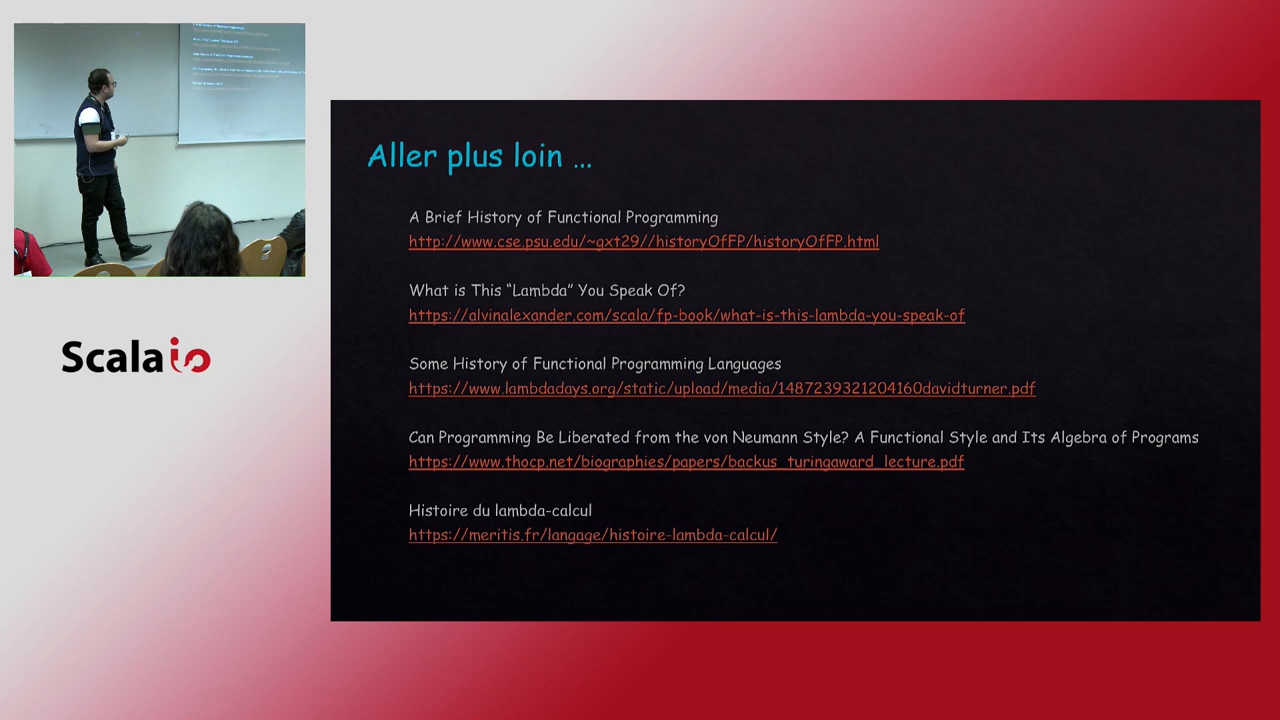 Aller plus loin ...
A Brief History of Functional Programming
http://www.cse.psu.edu/~gxt29//historyOfFP/historyOfFP.html
What is This “Lambda” You Speak Of?
https://alvinalexander.com/scala/fp-book/what-is-this-lambda-you-speak-of
Some History of Functional Programming Languages
https://www.lambdadays.org/static/upload/media/1487239321204160davidturner.pdf
Can Programming Be Liberated from the von Neumann Style? A Functional Style and Its Algebra of Programs
https://www.thocp.net/biographies/papers/backus_turingaward_lecture.pdf
Histoire du lambda-calcul
https://meritis.fr/langage/histoire-lambda-calcul/
Scala io